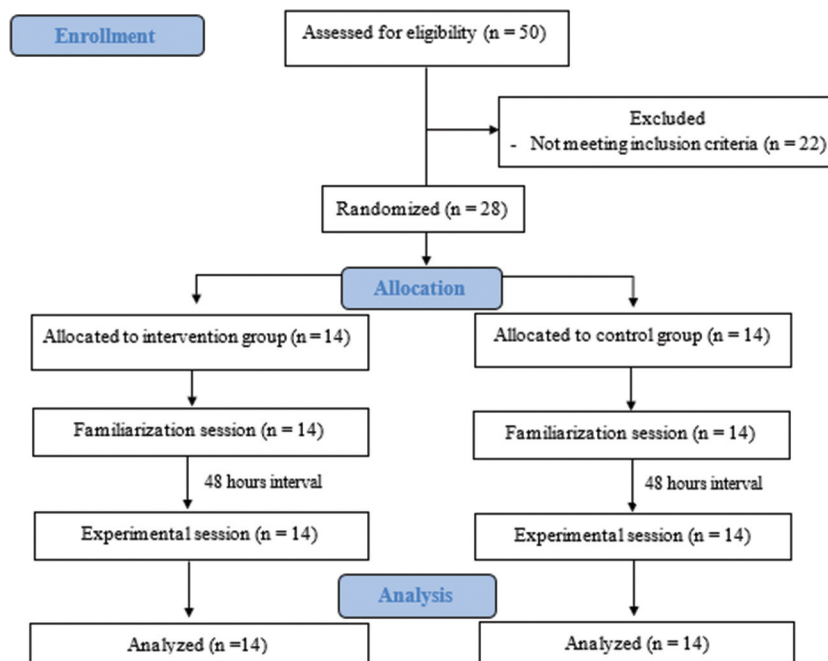 Enrollment
Assessed for eligibility (n = 50)
Excluded
- Not meeting inclusion criteria (n = 22)
Randomized (n = 28)
Allocation
Allocated to intervention group (n = 14)
Allocated to control group (n = 14)
Familiarization session (n = 14)
Familiarization session (n = 14)
48 hours interval
48 hours interval
Experimental session (n = 14)
Experimental session (n = 14)
Analysis
Analyzed (n =14)
Analyzed (n = 14)